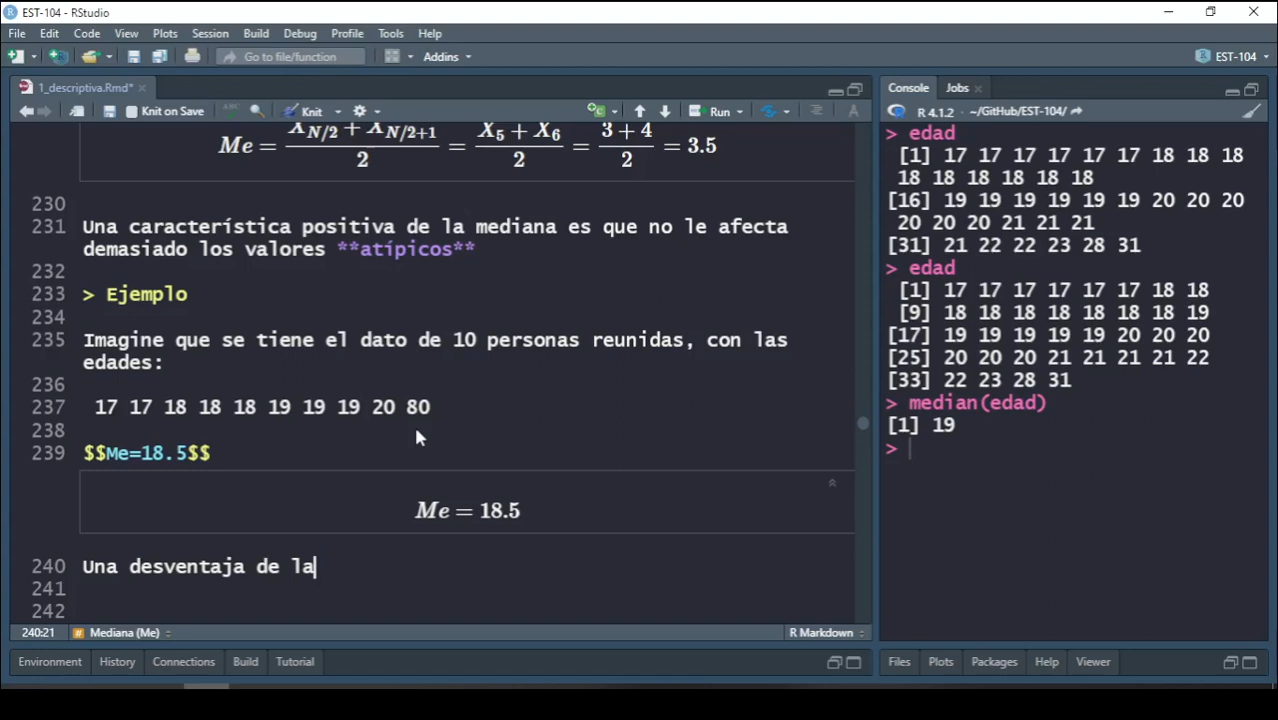 EST-104 - RStudio
File Edit Code View Plots Session Build Debug Profile Tools Help
Go to file/function Addins EST-104
1_descriptiva.Rmd*
Knit on Save ABC Knit Run
Me = X_{N/2} + X_{N/2+1} / 2 = X_5 + X_6 / 2 = 3 + 4 / 2 = 3.5
230
231 Una característica positiva de la mediana es que no le afecta
demasiado los valores **atípicos**
232
233 > Ejemplo
234
235 Imagine que se tiene el dato de 10 personas reunidas, con las
edades:
236
237 17 17 18 18 18 19 19 19 20 80
238
239 $$Me=18.5$$
Me = 18.5
240 Una desventaja de la
241
242
240:21 # Mediana (Me) R Markdown
Environment History Connections Build Tutorial
Console Jobs
R 4.1.2 · ~/GitHub/EST-104/
> edad
[1] 17 17 17 17 17 17 18 18 18
18 18 18 18 18 18
[16] 19 19 19 19 19 19 20 20 20
20 20 20 21 21 21
[31] 21 22 22 23 28 31
> edad
[1] 17 17 17 17 17 17 18 18
[9] 18 18 18 18 18 18 18 19
[17] 19 19 19 19 19 20 20 20
[25] 20 20 20 21 21 21 21 22
[33] 22 23 28 31
> median(edad)
[1] 19
>
Files Plots Packages Help Viewer